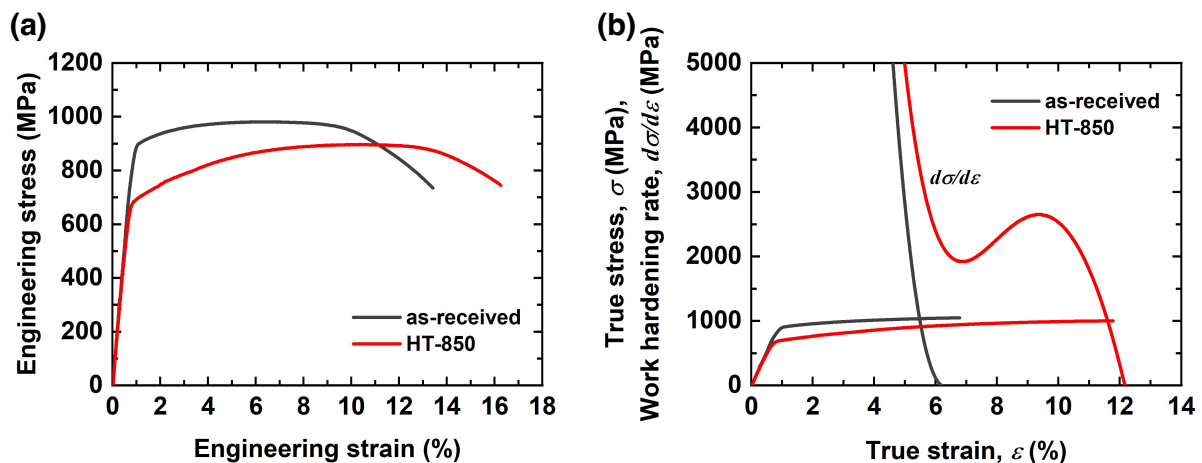 (a)
1200
1000
800
600
400
200
0
Engineering stress (MPa)
as-received
HT-850
0 2 4 6 8 10 12 14 16 18
Engineering strain (%)
(b)
5000
4000
3000
2000
1000
0
True stress, σ (MPa),
Work hardening rate, dσ/dε (MPa)
as-received
HT-850
dσ/dε
0 2 4 6 8 10 12 14
True strain, ε (%)